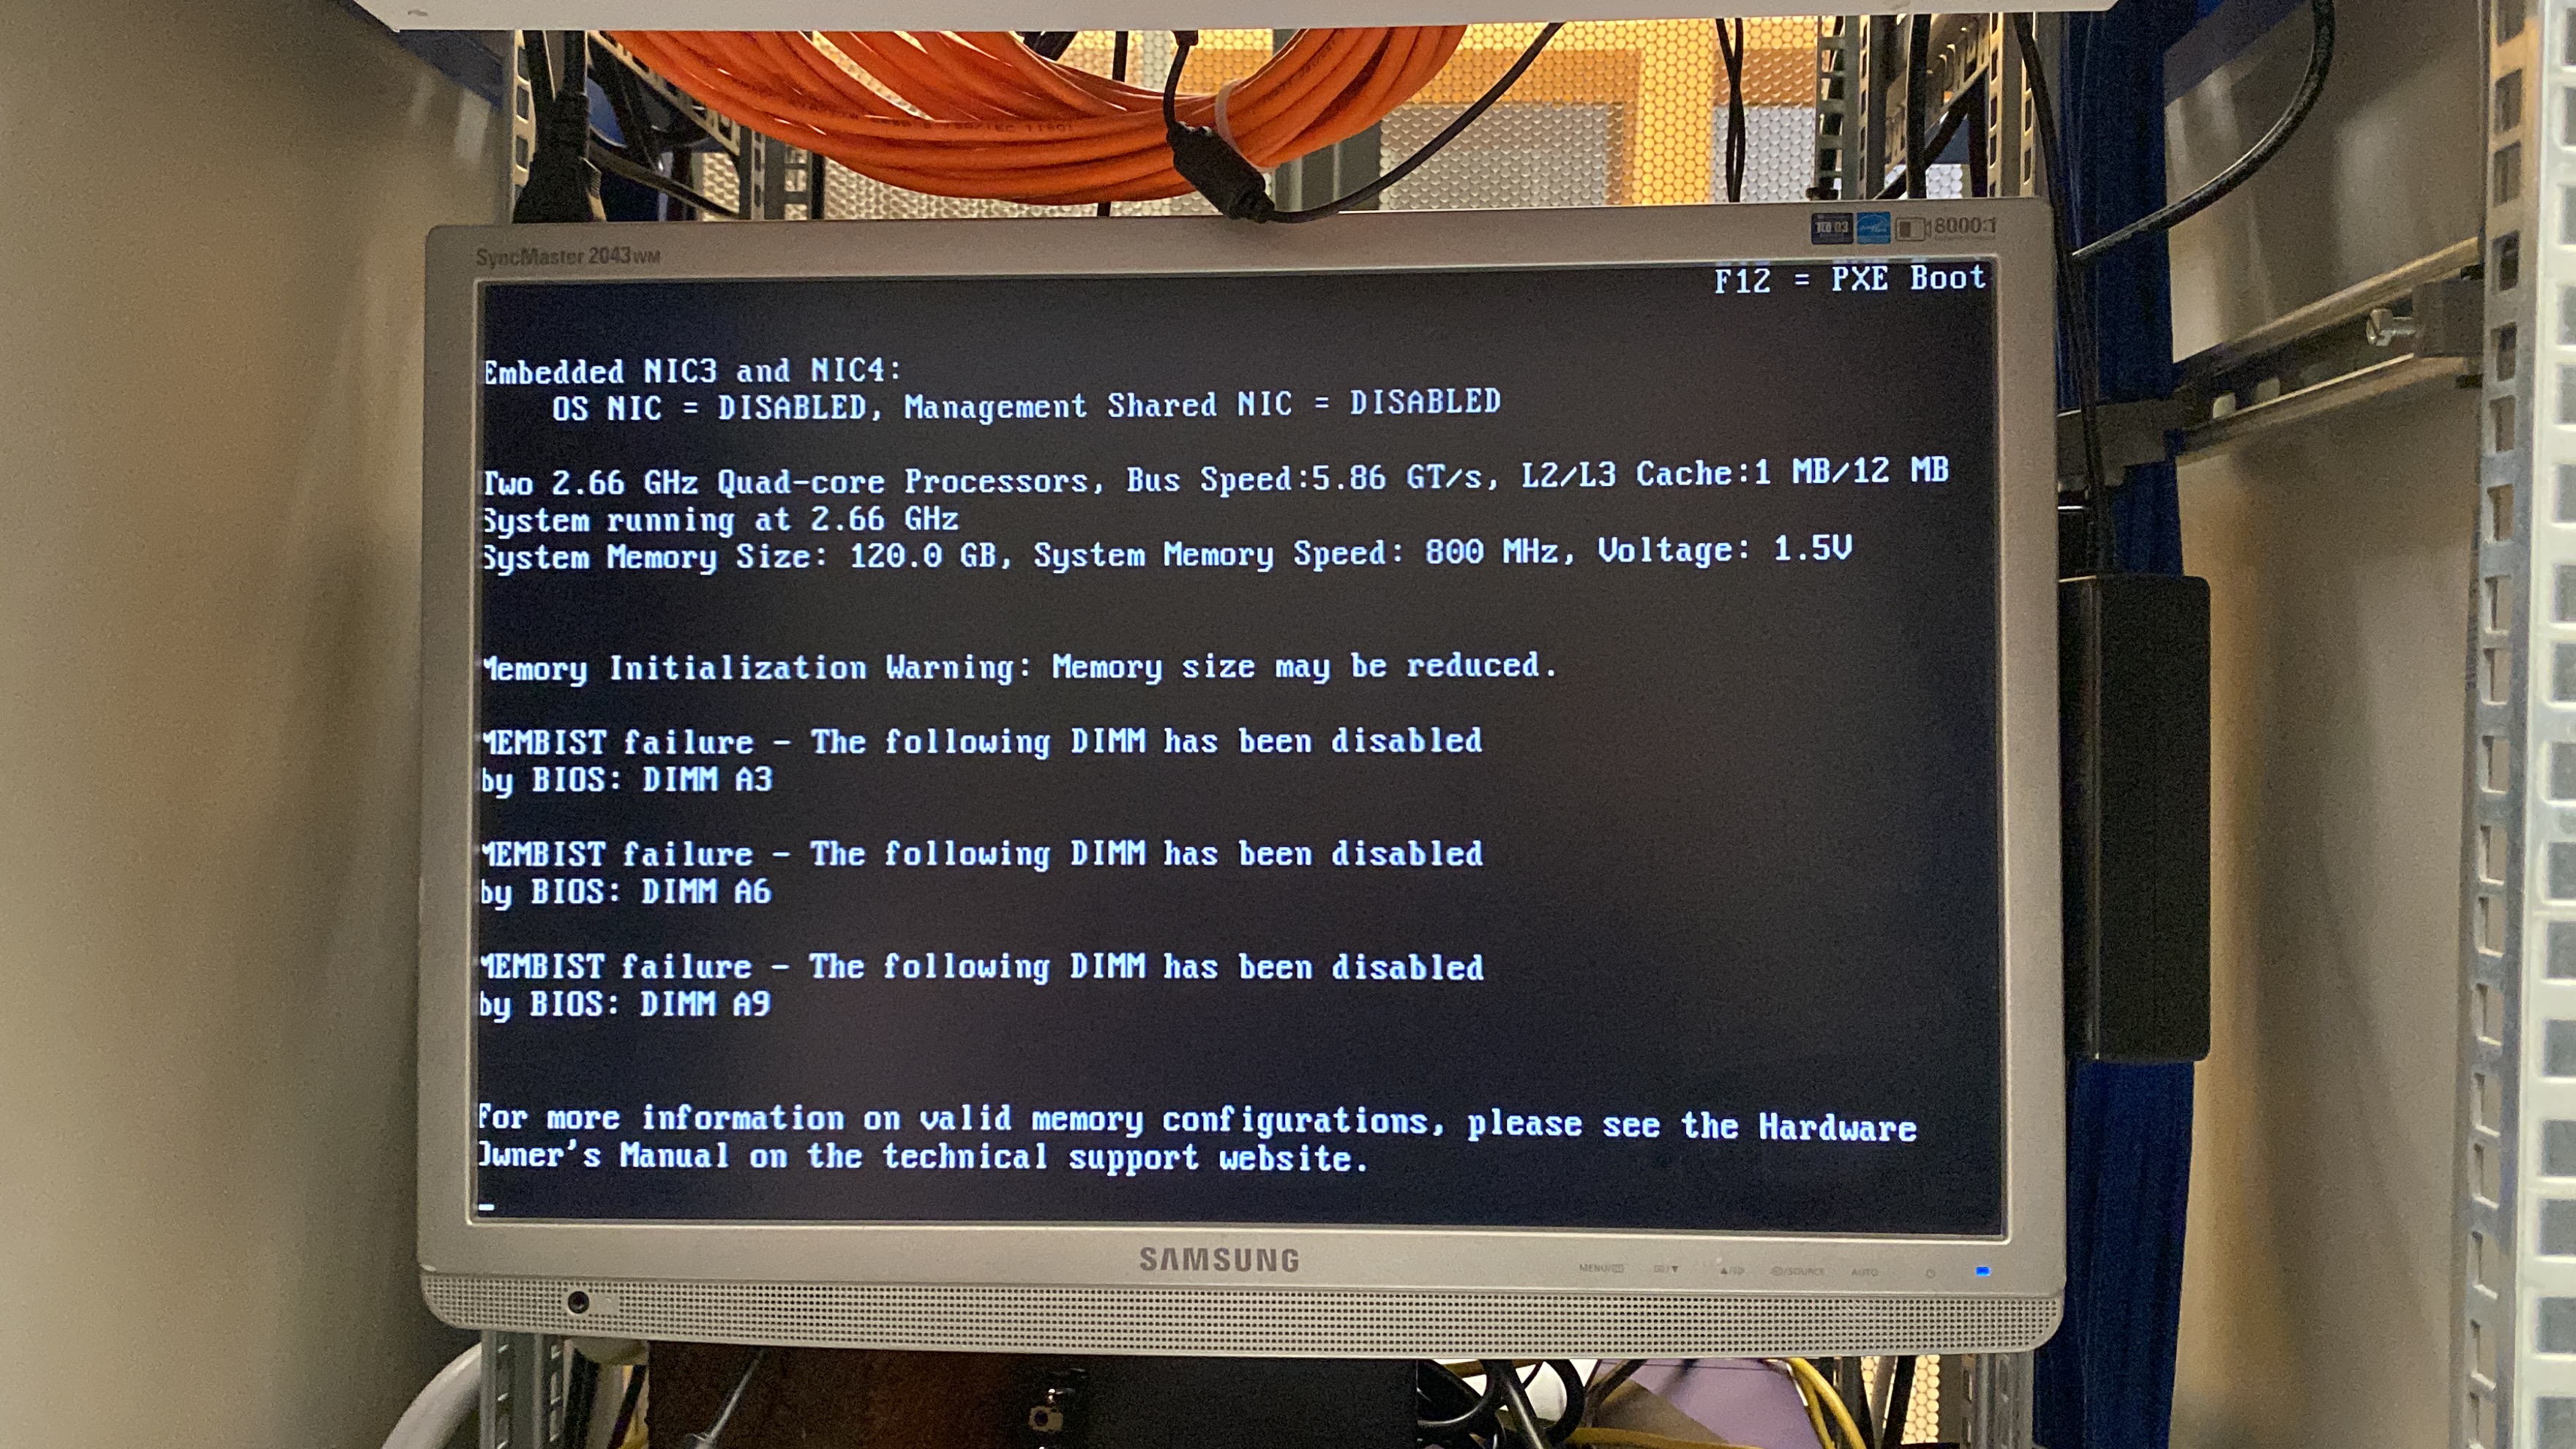 SyncMaster 2043WM
TCO 03
8000:1
F12 = PXE Boot
Embedded NIC3 and NIC4:
OS NIC = DISABLED, Management Shared NIC = DISABLED
Two 2.66 GHz Quad-core Processors, Bus Speed:5.86 GT/s, L2/L3 Cache:1 MB/12 MB
System running at 2.66 GHz
System Memory Size: 120.0 GB, System Memory Speed: 800 MHz, Voltage: 1.5V
Memory Initialization Warning: Memory size may be reduced.
MEMBIST failure - The following DIMM has been disabled
by BIOS: DIMM A3
MEMBIST failure - The following DIMM has been disabled
by BIOS: DIMM A6
MEMBIST failure - The following DIMM has been disabled
by BIOS: DIMM A9
For more information on valid memory configurations, please see the Hardware
Owner's Manual on the technical support website.
SAMSUNG
MENU/ /SOURCE AUTO